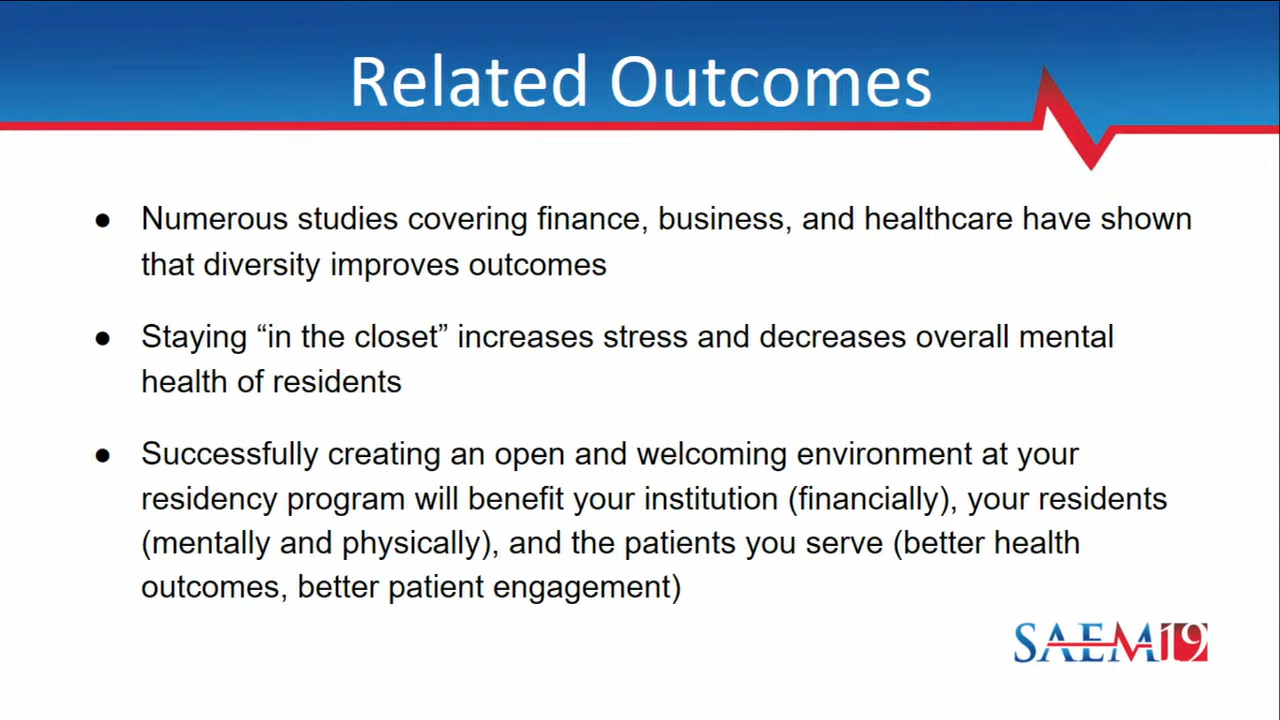 Related Outcomes
● Numerous studies covering finance, business, and healthcare have shown
that diversity improves outcomes
● Staying “in the closet” increases stress and decreases overall mental
health of residents
● Successfully creating an open and welcoming environment at your
residency program will benefit your institution (financially), your residents
(mentally and physically), and the patients you serve (better health
outcomes, better patient engagement)
SAEM19